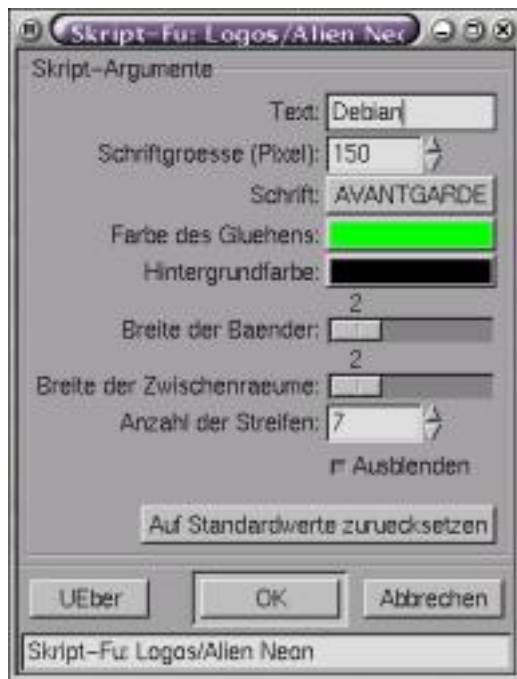 Skript-Fu: Logos/Alien Neo
Skript-Argumente
Text: Debian
Schriftgroesse (Pixel): 150
Schrift: AVANTGARDE
Farbe des Gluehens:
Hintergrundfarbe:
2
Breite der Baender:
2
Breite der Zwischenraeume:
Anzahl der Streifen: 7
Ausblenden
Auf Standardwerte zuruecksetzen
UEber OK Abbrechen
Skript-Fu: Logos/Alien Neon